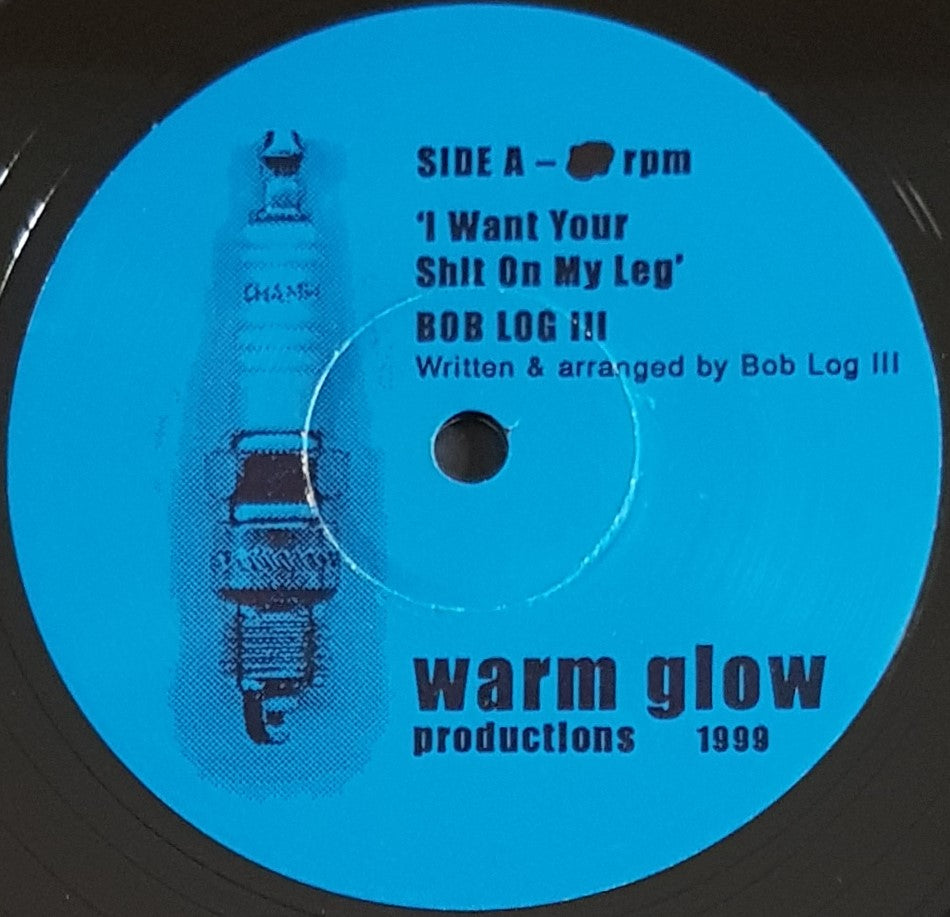 SIDE A – rpm
'I Want Your
Shit On My Leg'
BOB LOG III
Written & arranged by Bob Log III
warm glow
productions 1999